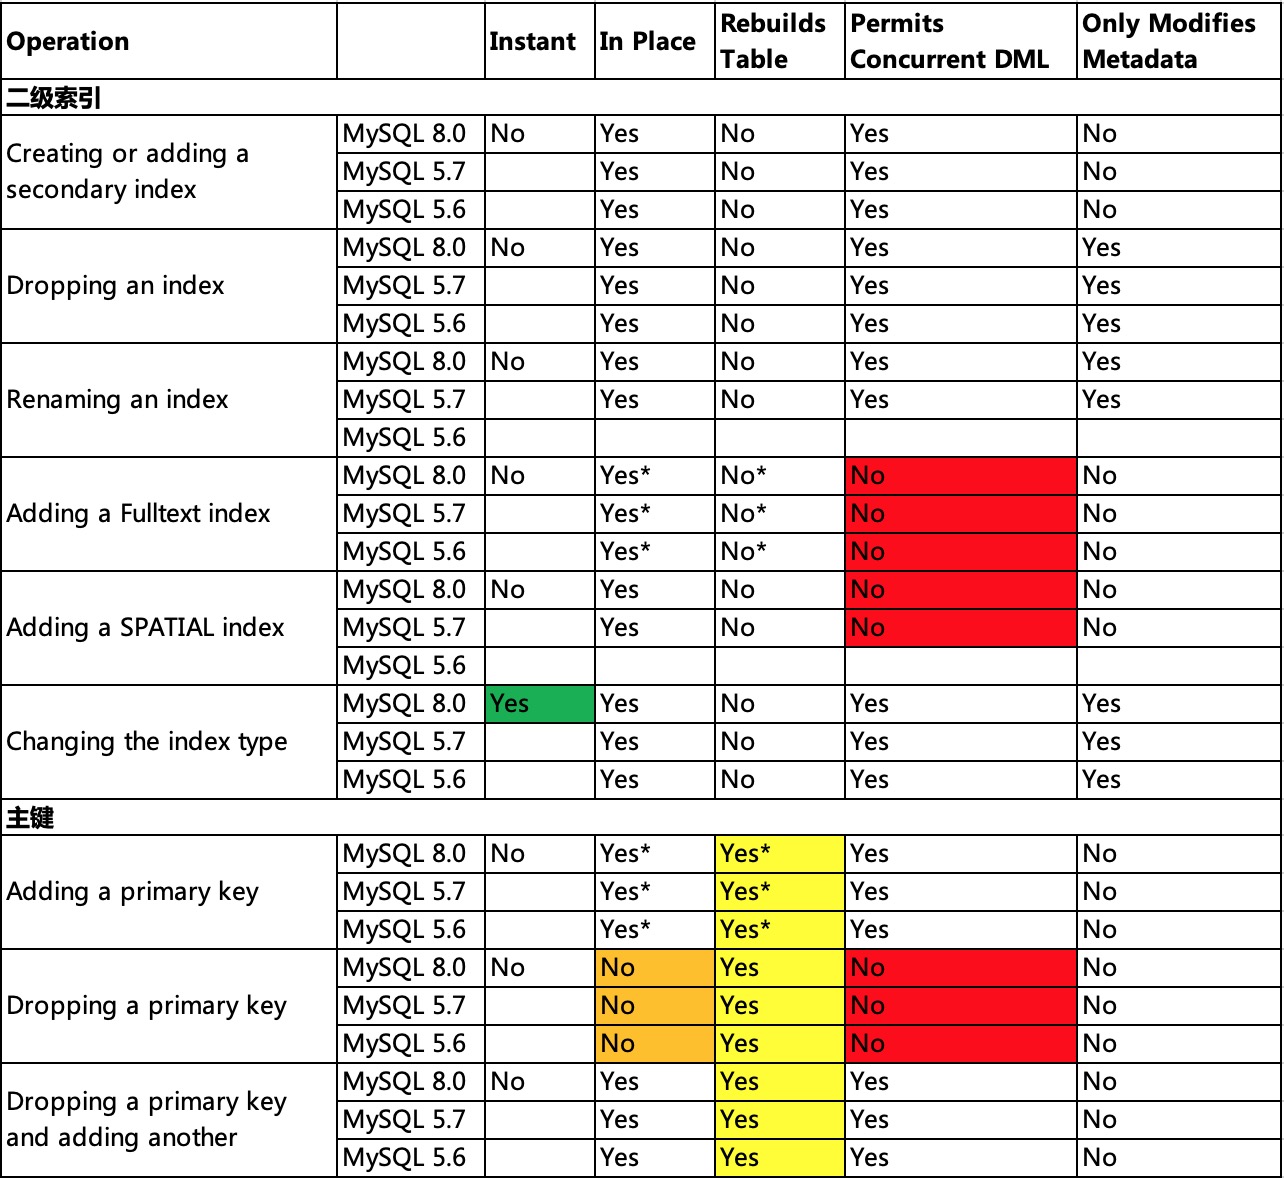 Operation Instant In Place Rebuilds Table Permits Concurrent DML Only Modifies Metadata
二级索引
Creating or adding a secondary index MySQL 8.0 No Yes No Yes No
MySQL 5.7 Yes No Yes No
MySQL 5.6 Yes No Yes No
Dropping an index MySQL 8.0 No Yes No Yes Yes
MySQL 5.7 Yes No Yes Yes
MySQL 5.6 Yes No Yes Yes
Renaming an index MySQL 8.0 No Yes No Yes Yes
MySQL 5.7 Yes No Yes Yes
MySQL 5.6
Adding a Fulltext index MySQL 8.0 No Yes* No* No No
MySQL 5.7 Yes* No* No No
MySQL 5.6 Yes* No* No No
Adding a SPATIAL index MySQL 8.0 No Yes No No No
MySQL 5.7 Yes No No No
MySQL 5.6
Changing the index type MySQL 8.0 Yes Yes No Yes Yes
MySQL 5.7 Yes No Yes Yes
MySQL 5.6 Yes No Yes Yes
主键
Adding a primary key MySQL 8.0 No Yes* Yes* Yes No
MySQL 5.7 Yes* Yes* Yes No
MySQL 5.6 Yes* Yes* Yes No
Dropping a primary key MySQL 8.0 No No Yes No No
MySQL 5.7 No Yes No No
MySQL 5.6 No Yes No No
Dropping a primary key and adding another MySQL 8.0 No Yes Yes Yes No
MySQL 5.7 Yes Yes Yes No
MySQL 5.6 Yes Yes Yes No